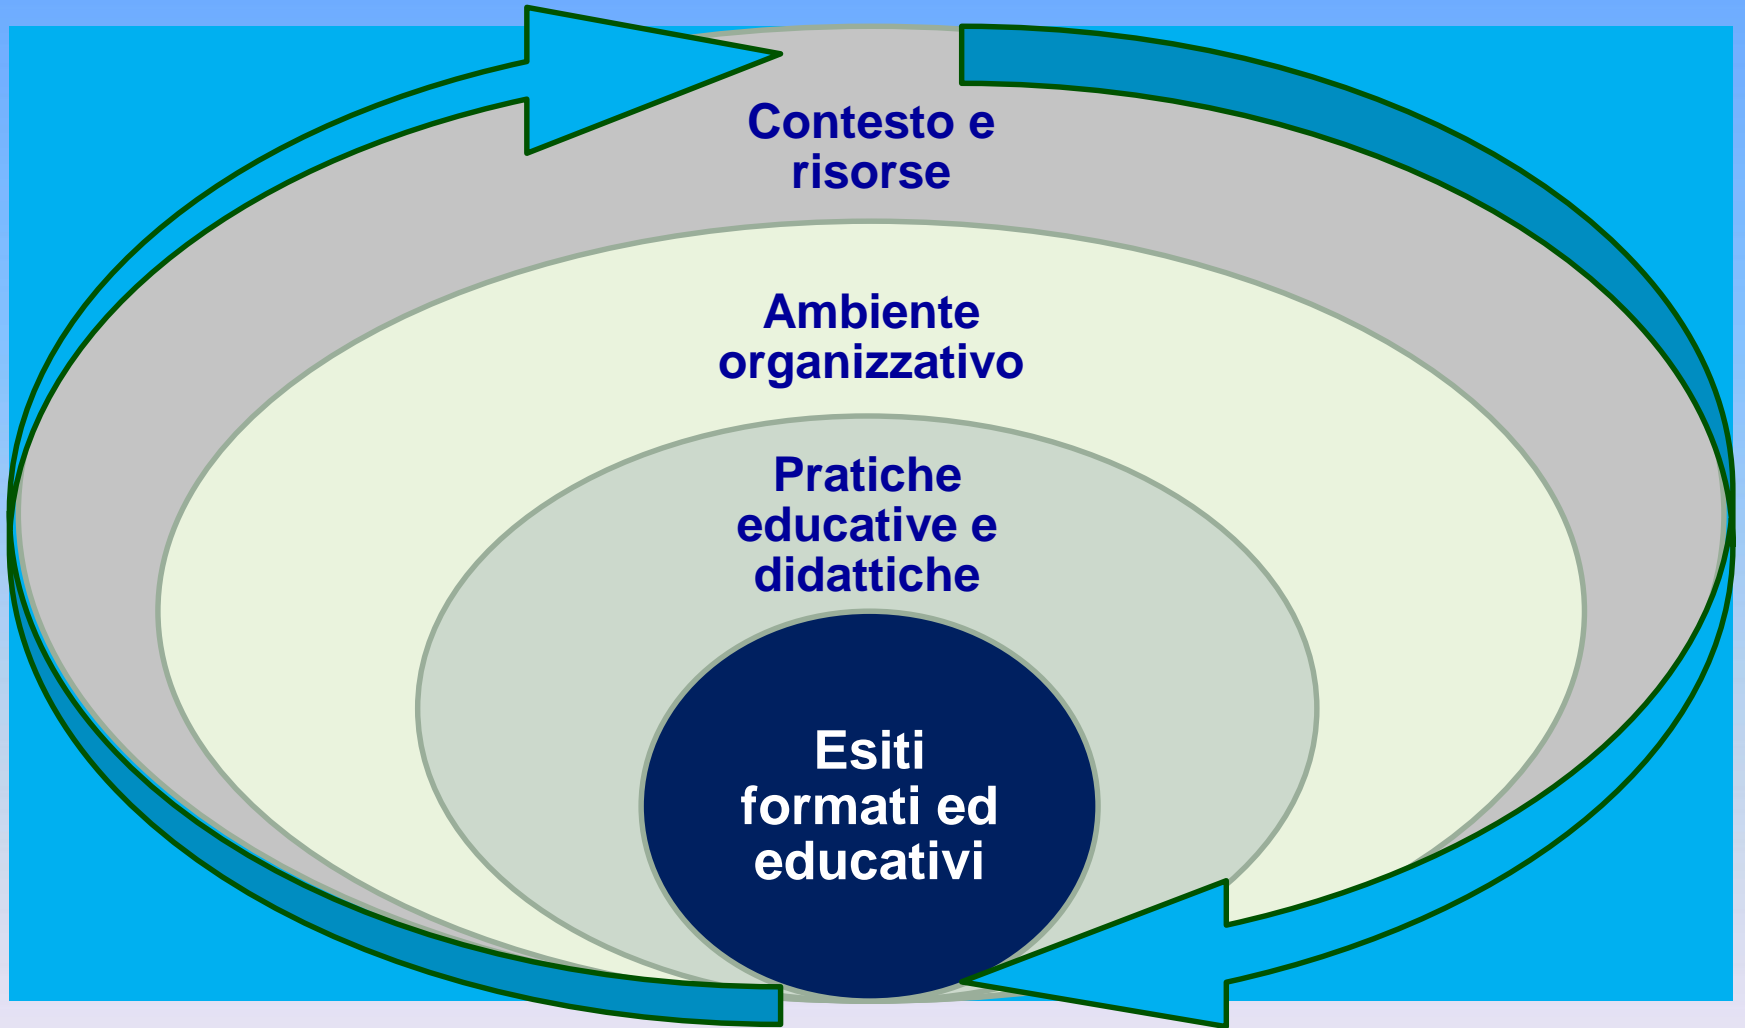 Contesto e
risorse
Ambiente
organizzativo
Pratiche
educative e
didattiche
Esiti
formati ed
educativi